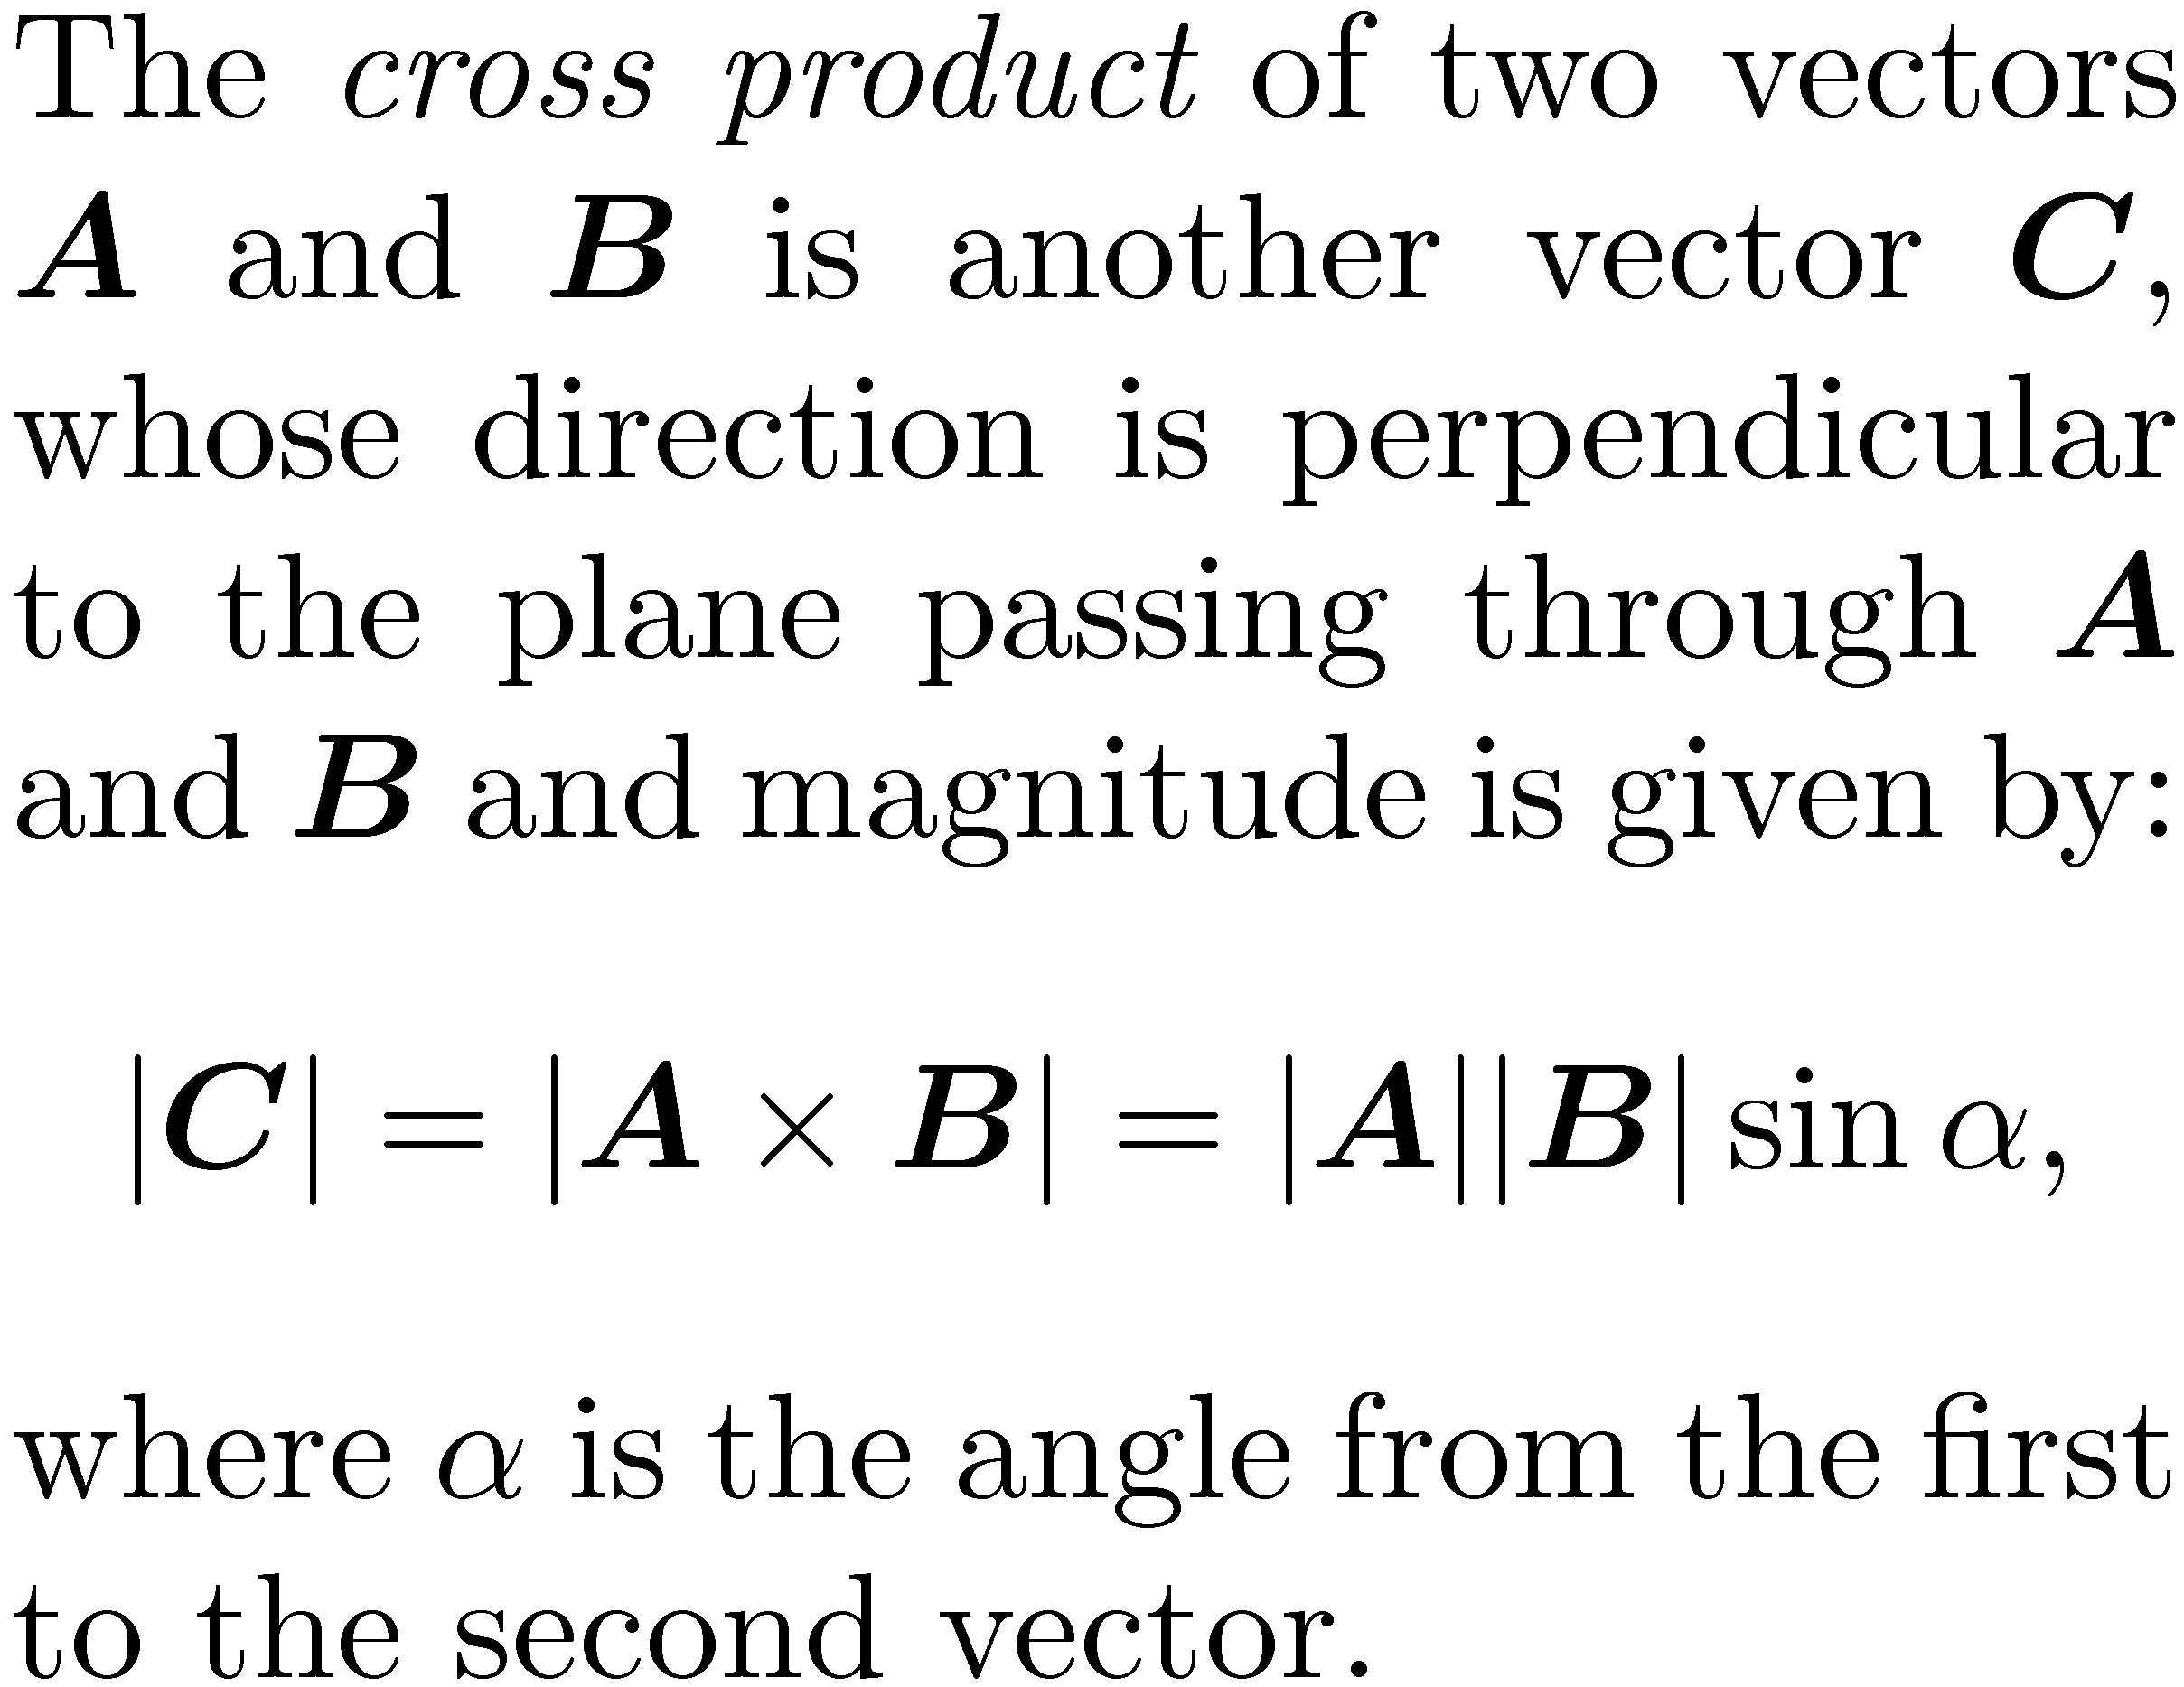 The cross product of two vectors
A and B is another vector C,
whose direction is perpendicular
to the plane passing through A
and B and magnitude is given by:
|C| = |A × B| = |A||B| sin α,
where α is the angle from the first
to the second vector.